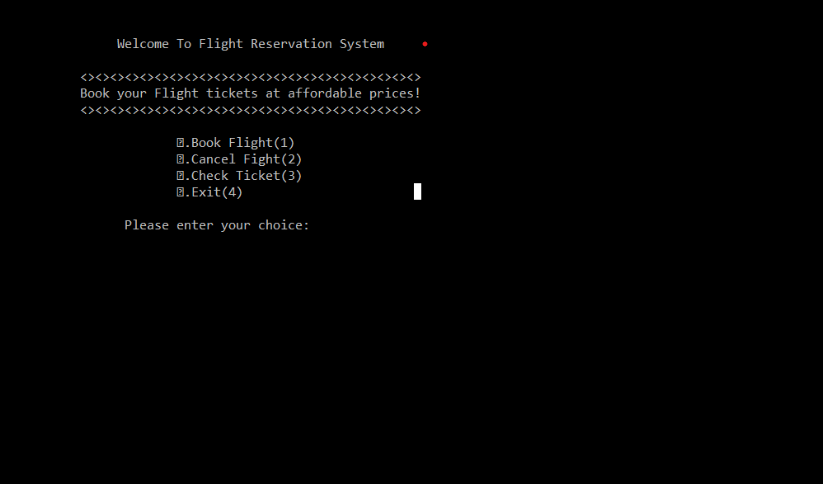 Welcome To Flight Reservation System
<><><><><><><><><><><><><><><><><><><><><><><>
Book your Flight tickets at affordable prices!
<><><><><><><><><><><><><><><><><><><><><><><>
⍰.Book Flight(1)
⍰.Cancel Fight(2)
⍰.Check Ticket(3)
⍰.Exit(4)
Please enter your choice: